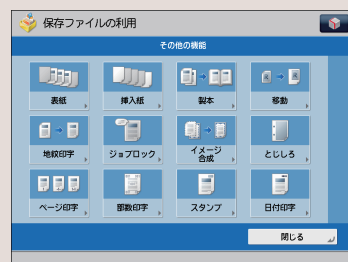 保存ファイルの利用
その他の機能
表紙
挿入紙
製本
移動
地紋印字
ジョブロック
イメージ
合成
とじしろ
ページ印字
部数印字
スタンプ
日付印字
閉じる